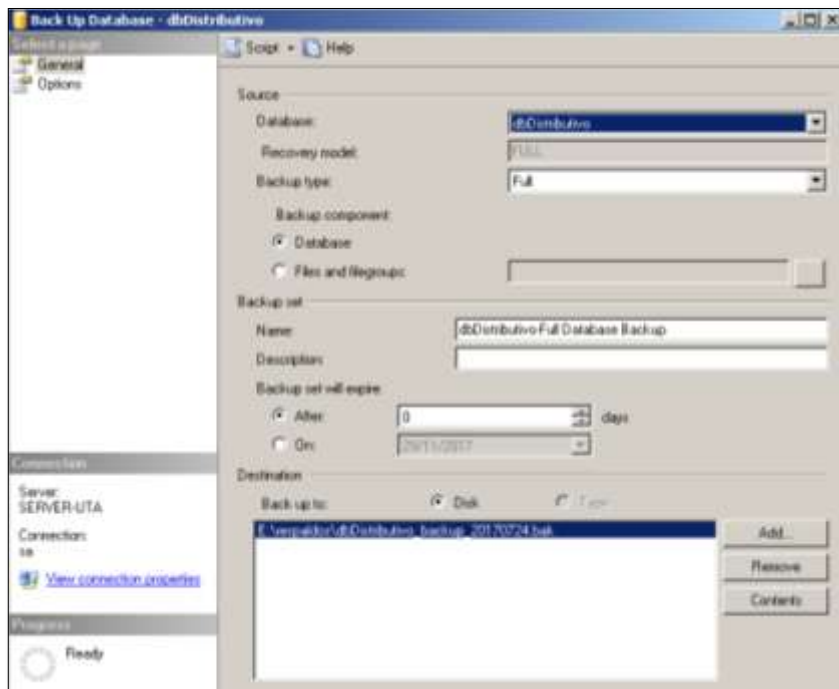 Back Up Database - dbDistributivo
Select a page
General
Options
Script
Help
Source
Database:
dbDistributivo
Recovery model:
FULL
Backup type:
Full
Backup component:
Database
Files and filegroups:
Backup set
Name:
dbDistributivo-Full Database Backup
Description:
Backup set will expire:
After:
0
days
On:
Destination
Back up to:
Disk
Tape
Add...
Remove
Contents
Connection
Server:
SERVER-UTA
Connection:
sa
View connection properties
Progress
Ready